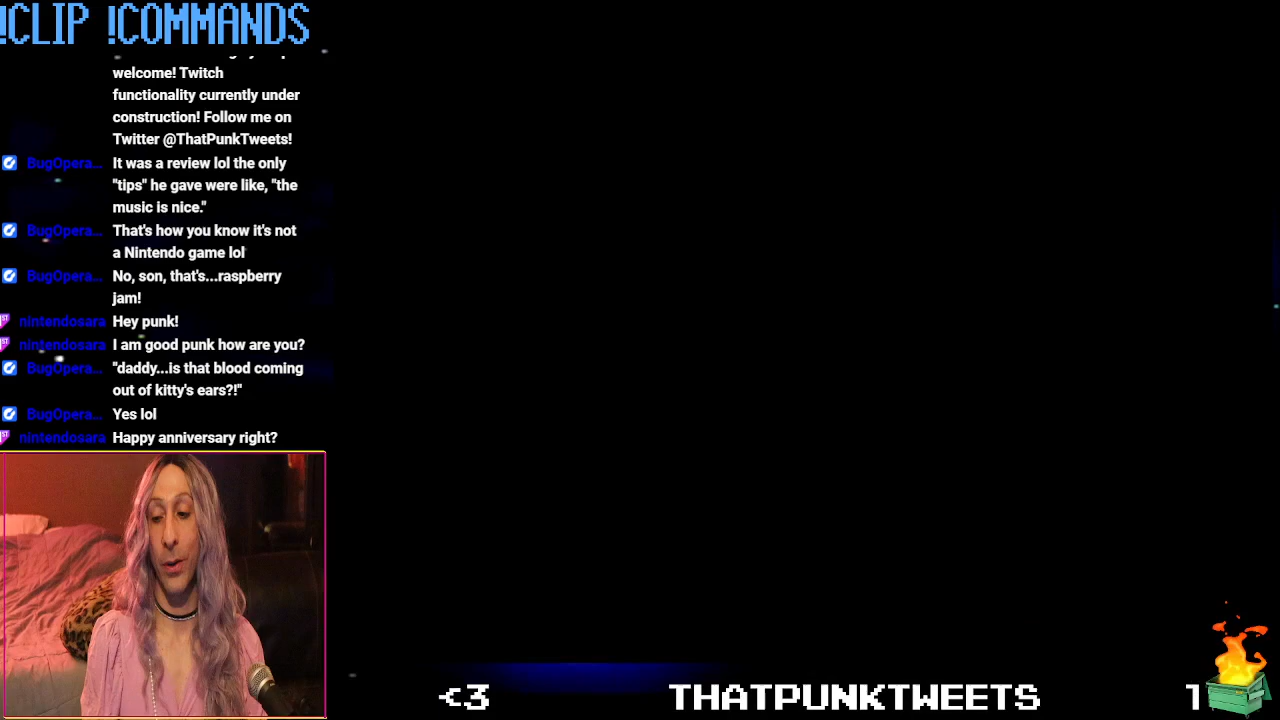 !CLIP !COMMANDS
welcome! Twitch
functionality currently under
construction! Follow me on
Twitter @ThatPunkTweets!
BugOpera... It was a review lol the only
"tips" he gave were like, "the
music is nice."
BugOpera... That's how you know it's not
a Nintendo game lol
BugOpera... No, son, that's...raspberry
jam!
nintendosara Hey punk!
nintendosara I am good punk how are you?
BugOpera... "daddy...is that blood coming
out of kitty's ears?!"
BugOpera... Yes lol
nintendosara Happy anniversary right?
<3 THATPUNKTWEETS 1